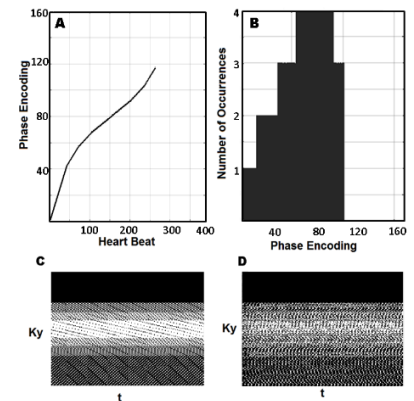 A
160
120
80
40
Phase Encoding
100 200 300 400
Heart Beat
B
4
3
2
1
Number of Occurrences
40 80 120 160
Phase Encoding
C
Ky
t
D
Ky
t